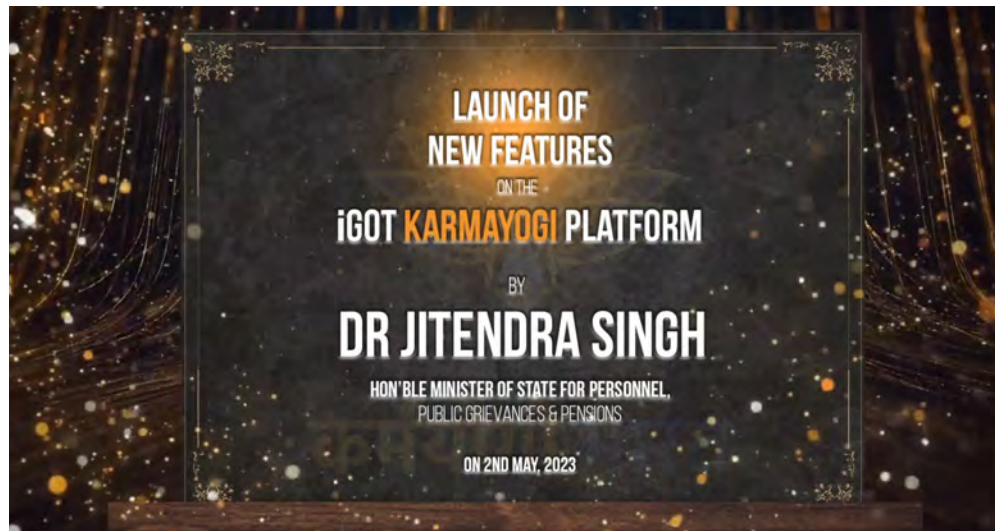 LAUNCH OF
NEW FEATURES
ON THE
iGOT KARMAYOGI PLATFORM
BY
DR JITENDRA SINGH
HON'BLE MINISTER OF STATE FOR PERSONNEL,
PUBLIC GRIEVANCES & PENSIONS
ON 2ND MAY, 2023